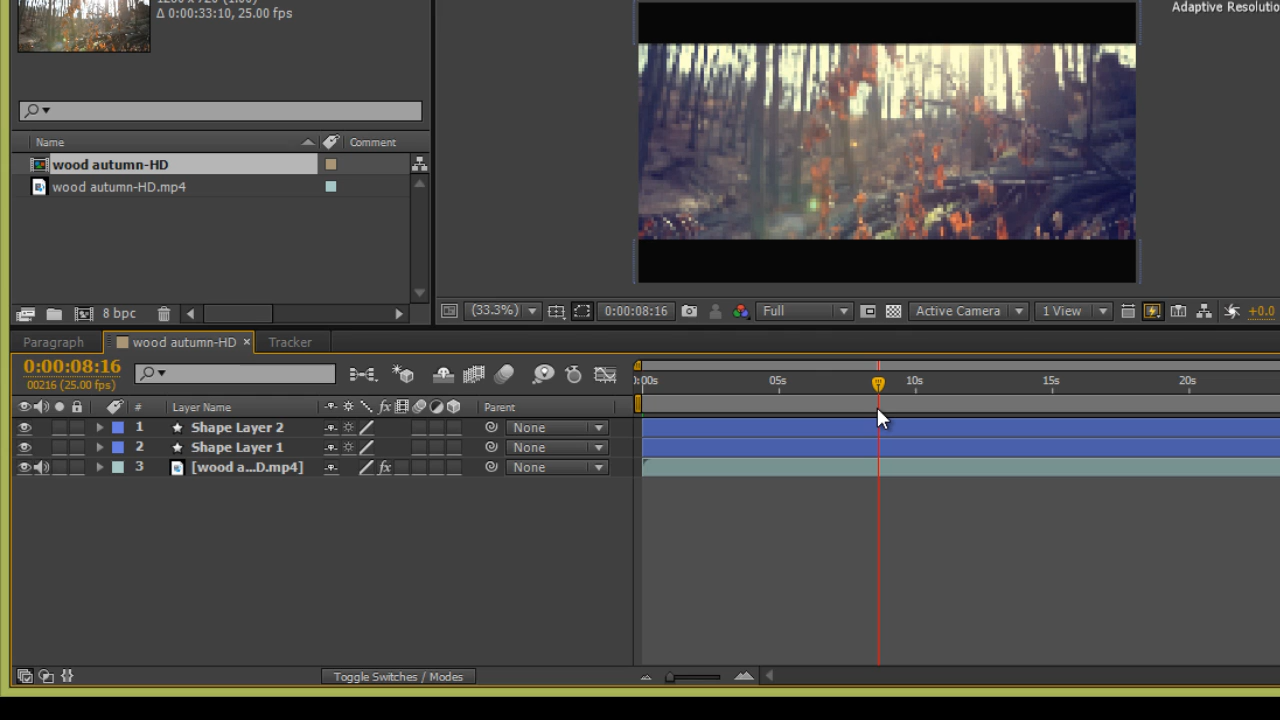 Adaptive Resolutio
Δ 0:00:33:10, 25.00 fps
Name Comment
wood autumn-HD
wood autumn-HD.mp4
8 bpc
(33.3%) 0:00:08:16 Full Active Camera 1 View +0.0
Paragraph wood autumn-HD × Tracker
0:00:08:16
00216 (25.00 fps)
):00s 05s 10s 15s 20s
# Layer Name fx Parent
1 Shape Layer 2 None
2 Shape Layer 1 None
3 [wood a...D.mp4] fx None
Toggle Switches / Modes